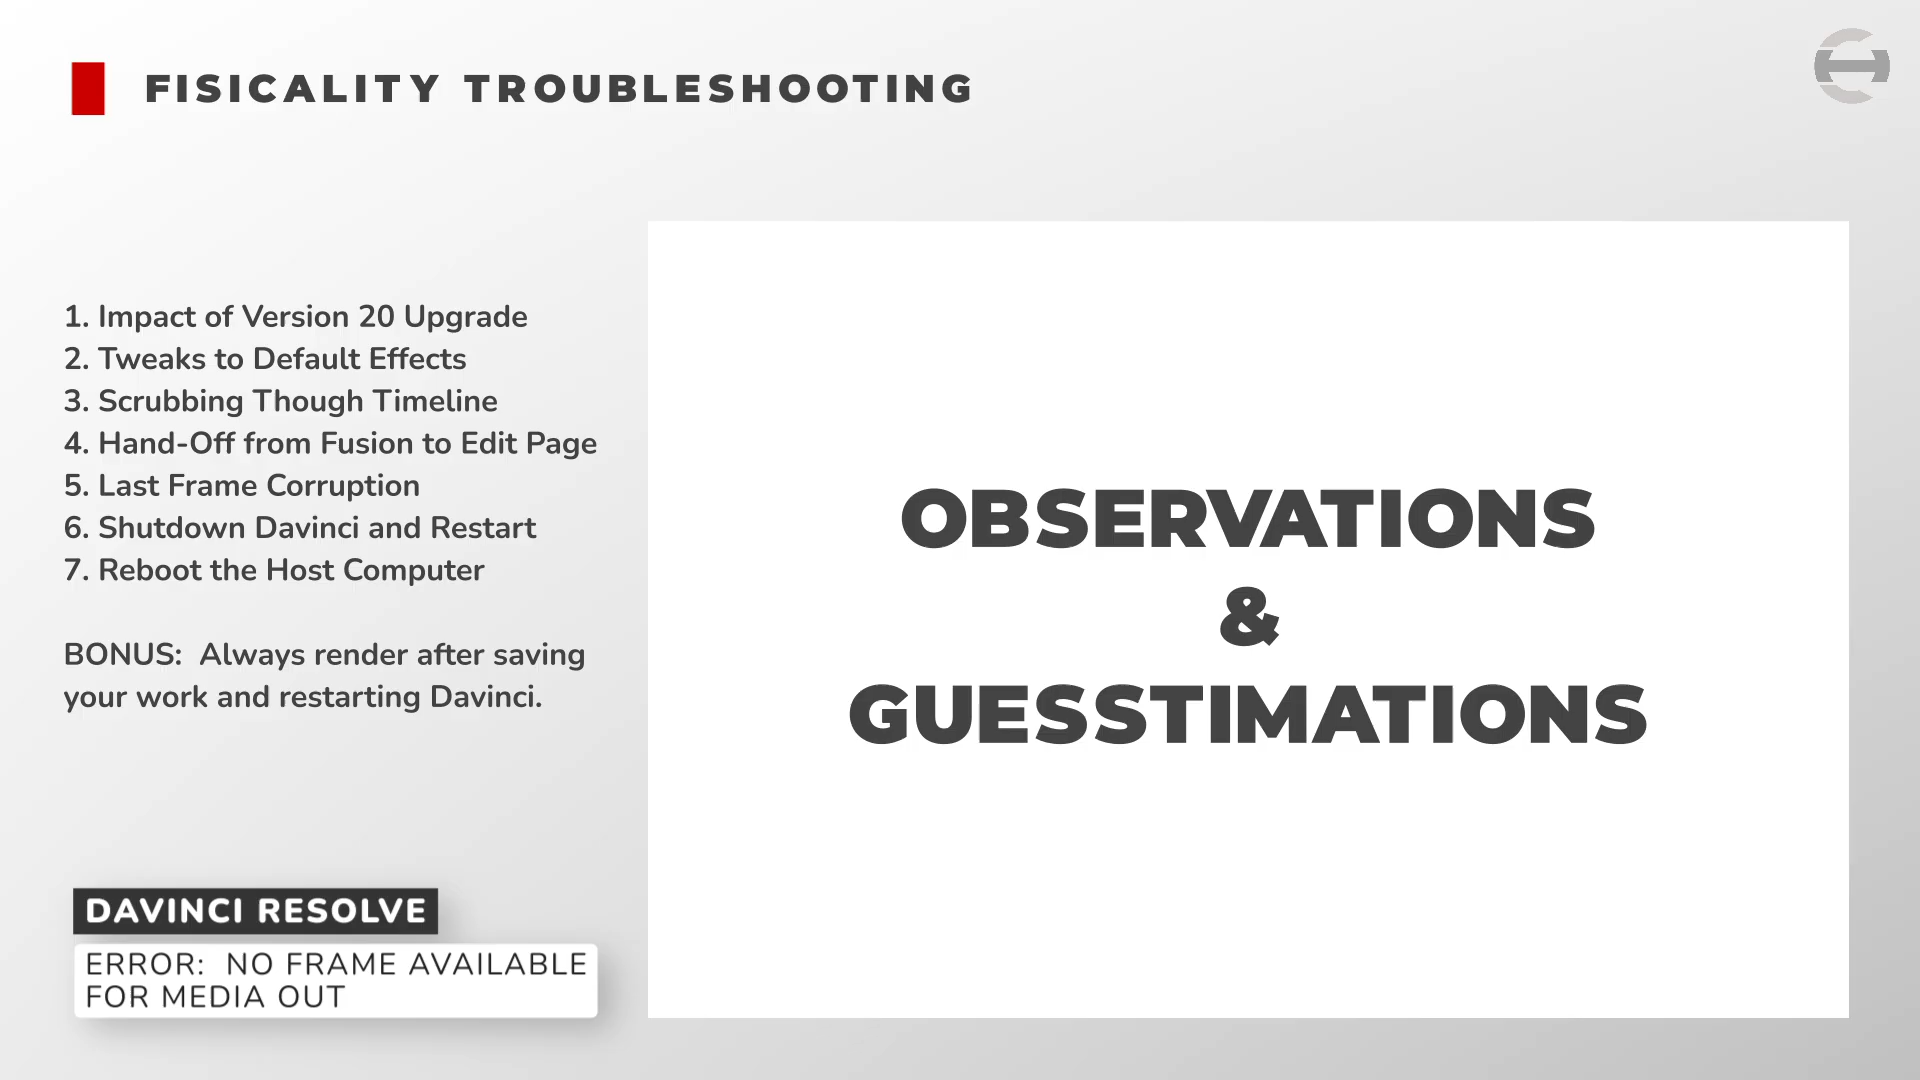 FISICALITY TROUBLESHOOTING
1. Impact of Version 20 Upgrade
2. Tweaks to Default Effects
3. Scrubbing Though Timeline
4. Hand-Off from Fusion to Edit Page
5. Last Frame Corruption
6. Shutdown Davinci and Restart
7. Reboot the Host Computer
BONUS:  Always render after saving
your work and restarting Davinci.
OBSERVATIONS
&
GUESSTIMATIONS
DAVINCI RESOLVE
ERROR:  NO FRAME AVAILABLE
FOR MEDIA OUT